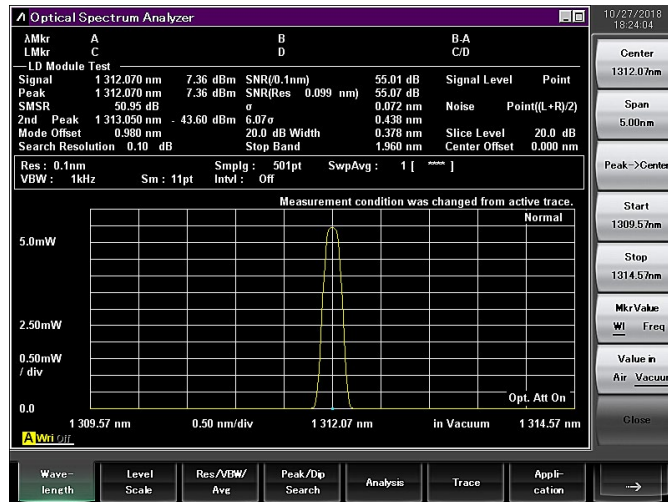 Optical Spectrum Analyzer
10/27/2018
18:24:04
λMkr A B B-A
LMkr C D C/D
LD Module Test
Signal 1 312.070 nm 7.36 dBm SNR(/0.1nm) 55.01 dB Signal Level Point
Peak 1 312.070 nm 7.36 dBm SNR(Res 0.099 nm) 55.07 dB
SMSR 50.95 dB σ 0.072 nm Noise Point((L+R)/2)
2nd Peak 1 313.050 nm - 43.60 dBm 6.07σ 0.438 nm
Mode Offset 0.980 nm 20.0 dB Width 0.378 nm Slice Level 20.0 dB
Search Resolution 0.10 dB Stop Band 1.960 nm Center Offset 0.000 nm
Res : 0.1nm Smplg : 501pt SwpAvg : 1 [ **** ]
VBW : 1kHz Sm : 11pt Intvl : Off
Measurement condition was changed from active trace.
Normal
5.0mW
2.50mW
0.50mW
/ div
0.0
Opt. Att On
1 309.57 nm 0.50 nm/div 1 312.07 nm in Vacuum 1 314.57 nm
A Wri Off
Center
1312.07nm
Span
5.00nm
Peak->Center
Start
1309.57nm
Stop
1314.57nm
MkrValue
Wl Freq
Value in
Air Vacuum
Close
Wave-
length
Level
Scale
Res/VBW/
Avg
Peak/Dip
Search
Analysis
Trace
Appli-
cation